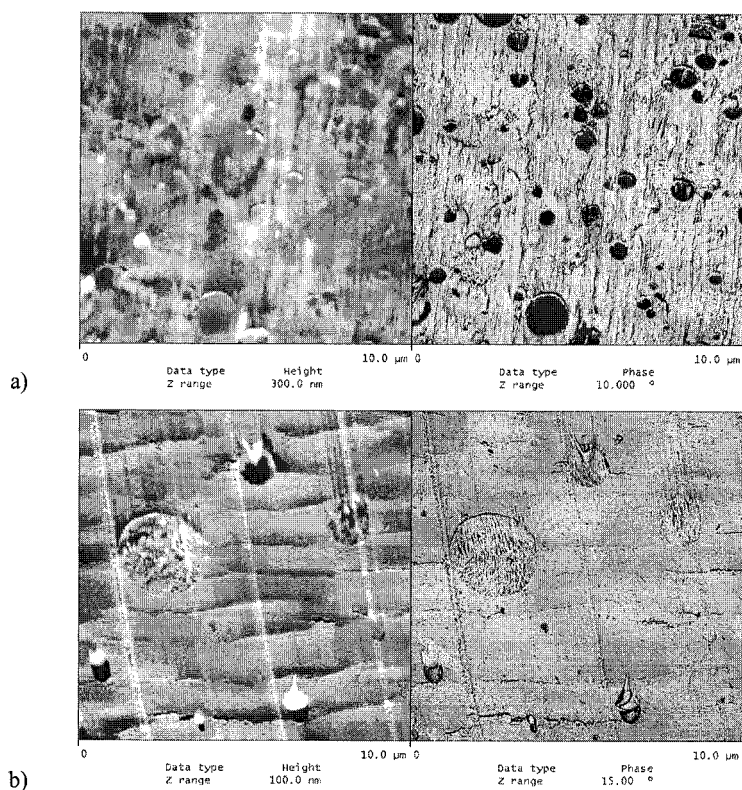 0 10.0 µm 0 10.0 µm
Data type Height Data type Phase
Z range 300.0 nm Z range 10.000 °
a)
0 10.0 µm 0 10.0 µm
Data type Height Data type Phase
Z range 100.0 nm Z range 15.00 °
b)